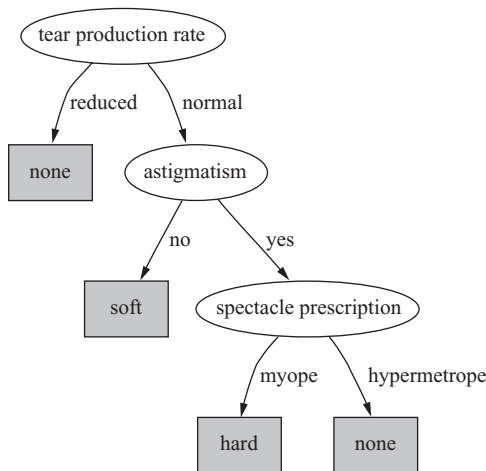 tear production rate
reduced
normal
none
astigmatism
no
yes
soft
spectacle prescription
myope
hypermetrope
hard
none